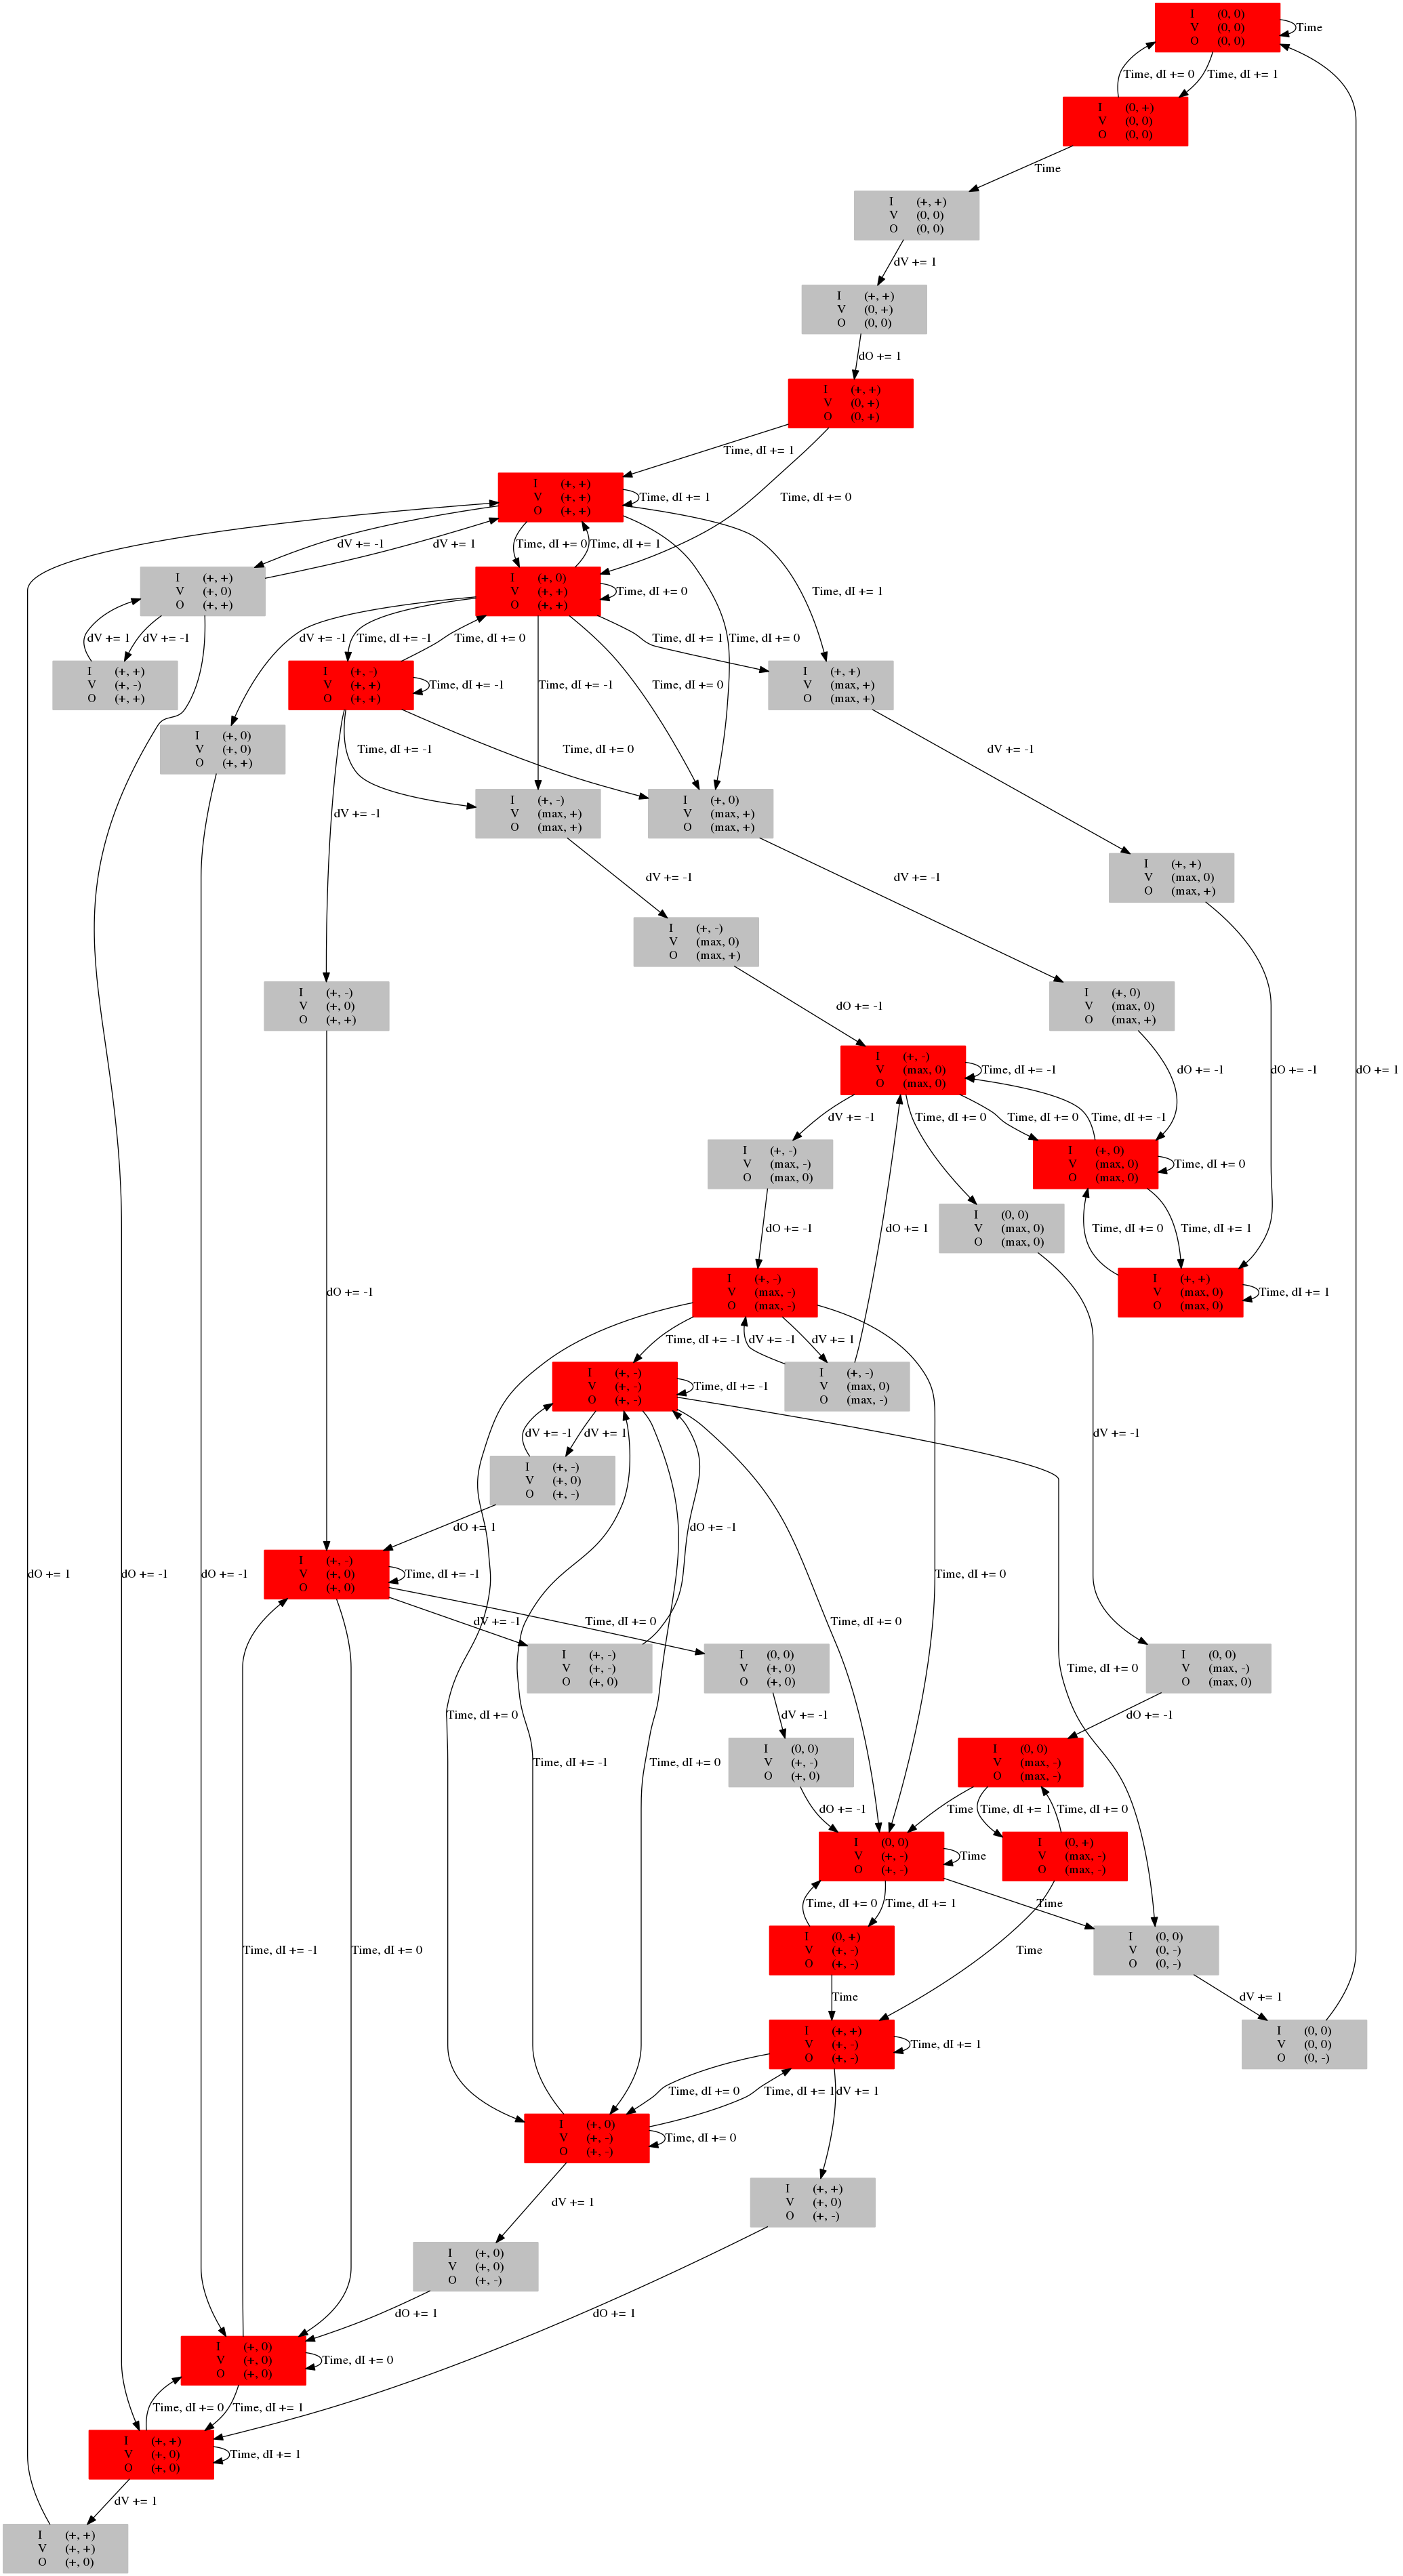 I (0, 0)
V (0, 0)
O (0, 0)
Time
Time, dI += 0
Time, dI += 1
I (0, +)
V (0, 0)
O (0, 0)
Time
I (+, +)
V (0, 0)
O (0, 0)
dV += 1
I (+, +)
V (0, +)
O (0, 0)
dO += 1
I (+, +)
V (0, +)
O (0, +)
Time, dI += 1
I (+, +)
V (+, +)
O (+, +)
Time, dI += 1
Time, dI += 0
dV += -1
dV += 1
Time, dI += 0
Time, dI += 1
I (+, +)
V (+, 0)
O (+, +)
I (+, 0)
V (+, +)
O (+, +)
Time, dI += 0
Time, dI += 1
dV += 1
dV += -1
dV += -1
Time, dI += -1
Time, dI += 0
Time, dI += 1
Time, dI += 0
I (+, +)
V (+, -)
O (+, +)
I (+, -)
V (+, +)
O (+, +)
Time, dI += -1
Time, dI += -1
Time, dI += 0
I (+, +)
V (max, +)
O (max, +)
I (+, 0)
V (+, 0)
O (+, +)
Time, dI += -1
Time, dI += 0
dV += -1
dV += -1
I (+, -)
V (max, +)
O (max, +)
I (+, 0)
V (max, +)
O (max, +)
dV += -1
dV += -1
I (+, +)
V (max, 0)
O (max, +)
I (+, -)
V (max, 0)
O (max, +)
I (+, -)
V (+, 0)
O (+, +)
dO += -1
I (+, 0)
V (max, 0)
O (max, +)
I (+, -)
V (max, 0)
O (max, 0)
Time, dI += -1
dO += -1
dO += -1
dO += 1
dV += -1
Time, dI += 0
Time, dI += 0
Time, dI += -1
I (+, -)
V (max, -)
O (max, 0)
I (+, 0)
V (max, 0)
O (max, 0)
Time, dI += 0
dO += -1
dO += 1
I (0, 0)
V (max, 0)
O (max, 0)
Time, dI += 0
Time, dI += 1
dO += -1
I (+, -)
V (max, -)
O (max, -)
I (+, +)
V (max, 0)
O (max, 0)
Time, dI += 1
Time, dI += -1
dV += -1
dV += 1
I (+, -)
V (+, -)
O (+, -)
Time, dI += -1
I (+, -)
V (max, 0)
O (max, -)
dV += -1
dV += 1
dV += -1
I (+, -)
V (+, 0)
O (+, -)
dO += 1
dO += -1
dO += 1
dO += -1
dO += -1
I (+, -)
V (+, 0)
O (+, 0)
Time, dI += -1
Time, dI += 0
dV += -1
Time, dI += 0
Time, dI += 0
I (+, -)
V (+, -)
O (+, 0)
I (0, 0)
V (+, 0)
O (+, 0)
Time, dI += 0
I (0, 0)
V (max, -)
O (max, 0)
Time, dI += 0
dV += -1
dO += -1
Time, dI += -1
Time, dI += 0
I (0, 0)
V (+, -)
O (+, 0)
I (0, 0)
V (max, -)
O (max, -)
dO += -1
Time
Time, dI += 1
Time, dI += 0
I (0, 0)
V (+, -)
O (+, -)
Time
I (0, +)
V (max, -)
O (max, -)
Time, dI += 0
Time, dI += 1
Time
Time, dI += -1
Time, dI += 0
I (0, +)
V (+, -)
O (+, -)
Time
I (0, 0)
V (0, -)
O (0, -)
Time
dV += 1
I (+, +)
V (+, -)
O (+, -)
Time, dI += 1
I (0, 0)
V (0, 0)
O (0, -)
Time, dI += 0
Time, dI += 1
dV += 1
I (+, 0)
V (+, -)
O (+, -)
Time, dI += 0
dV += 1
I (+, +)
V (+, 0)
O (+, -)
I (+, 0)
V (+, 0)
O (+, -)
dO += 1
dO += 1
I (+, 0)
V (+, 0)
O (+, 0)
Time, dI += 0
Time, dI += 0
Time, dI += 1
I (+, +)
V (+, 0)
O (+, 0)
Time, dI += 1
dV += 1
I (+, +)
V (+, +)
O (+, 0)